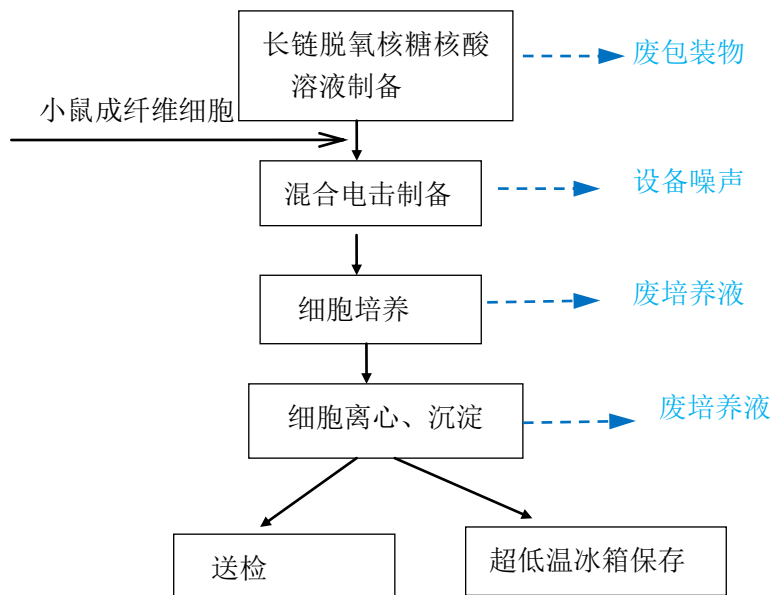 长链脱氧核糖核酸
溶液制备
废包装物
小鼠成纤维细胞
混合电击制备
设备噪声
细胞培养
废培养液
细胞离心、沉淀
废培养液
送检
超低温冰箱保存